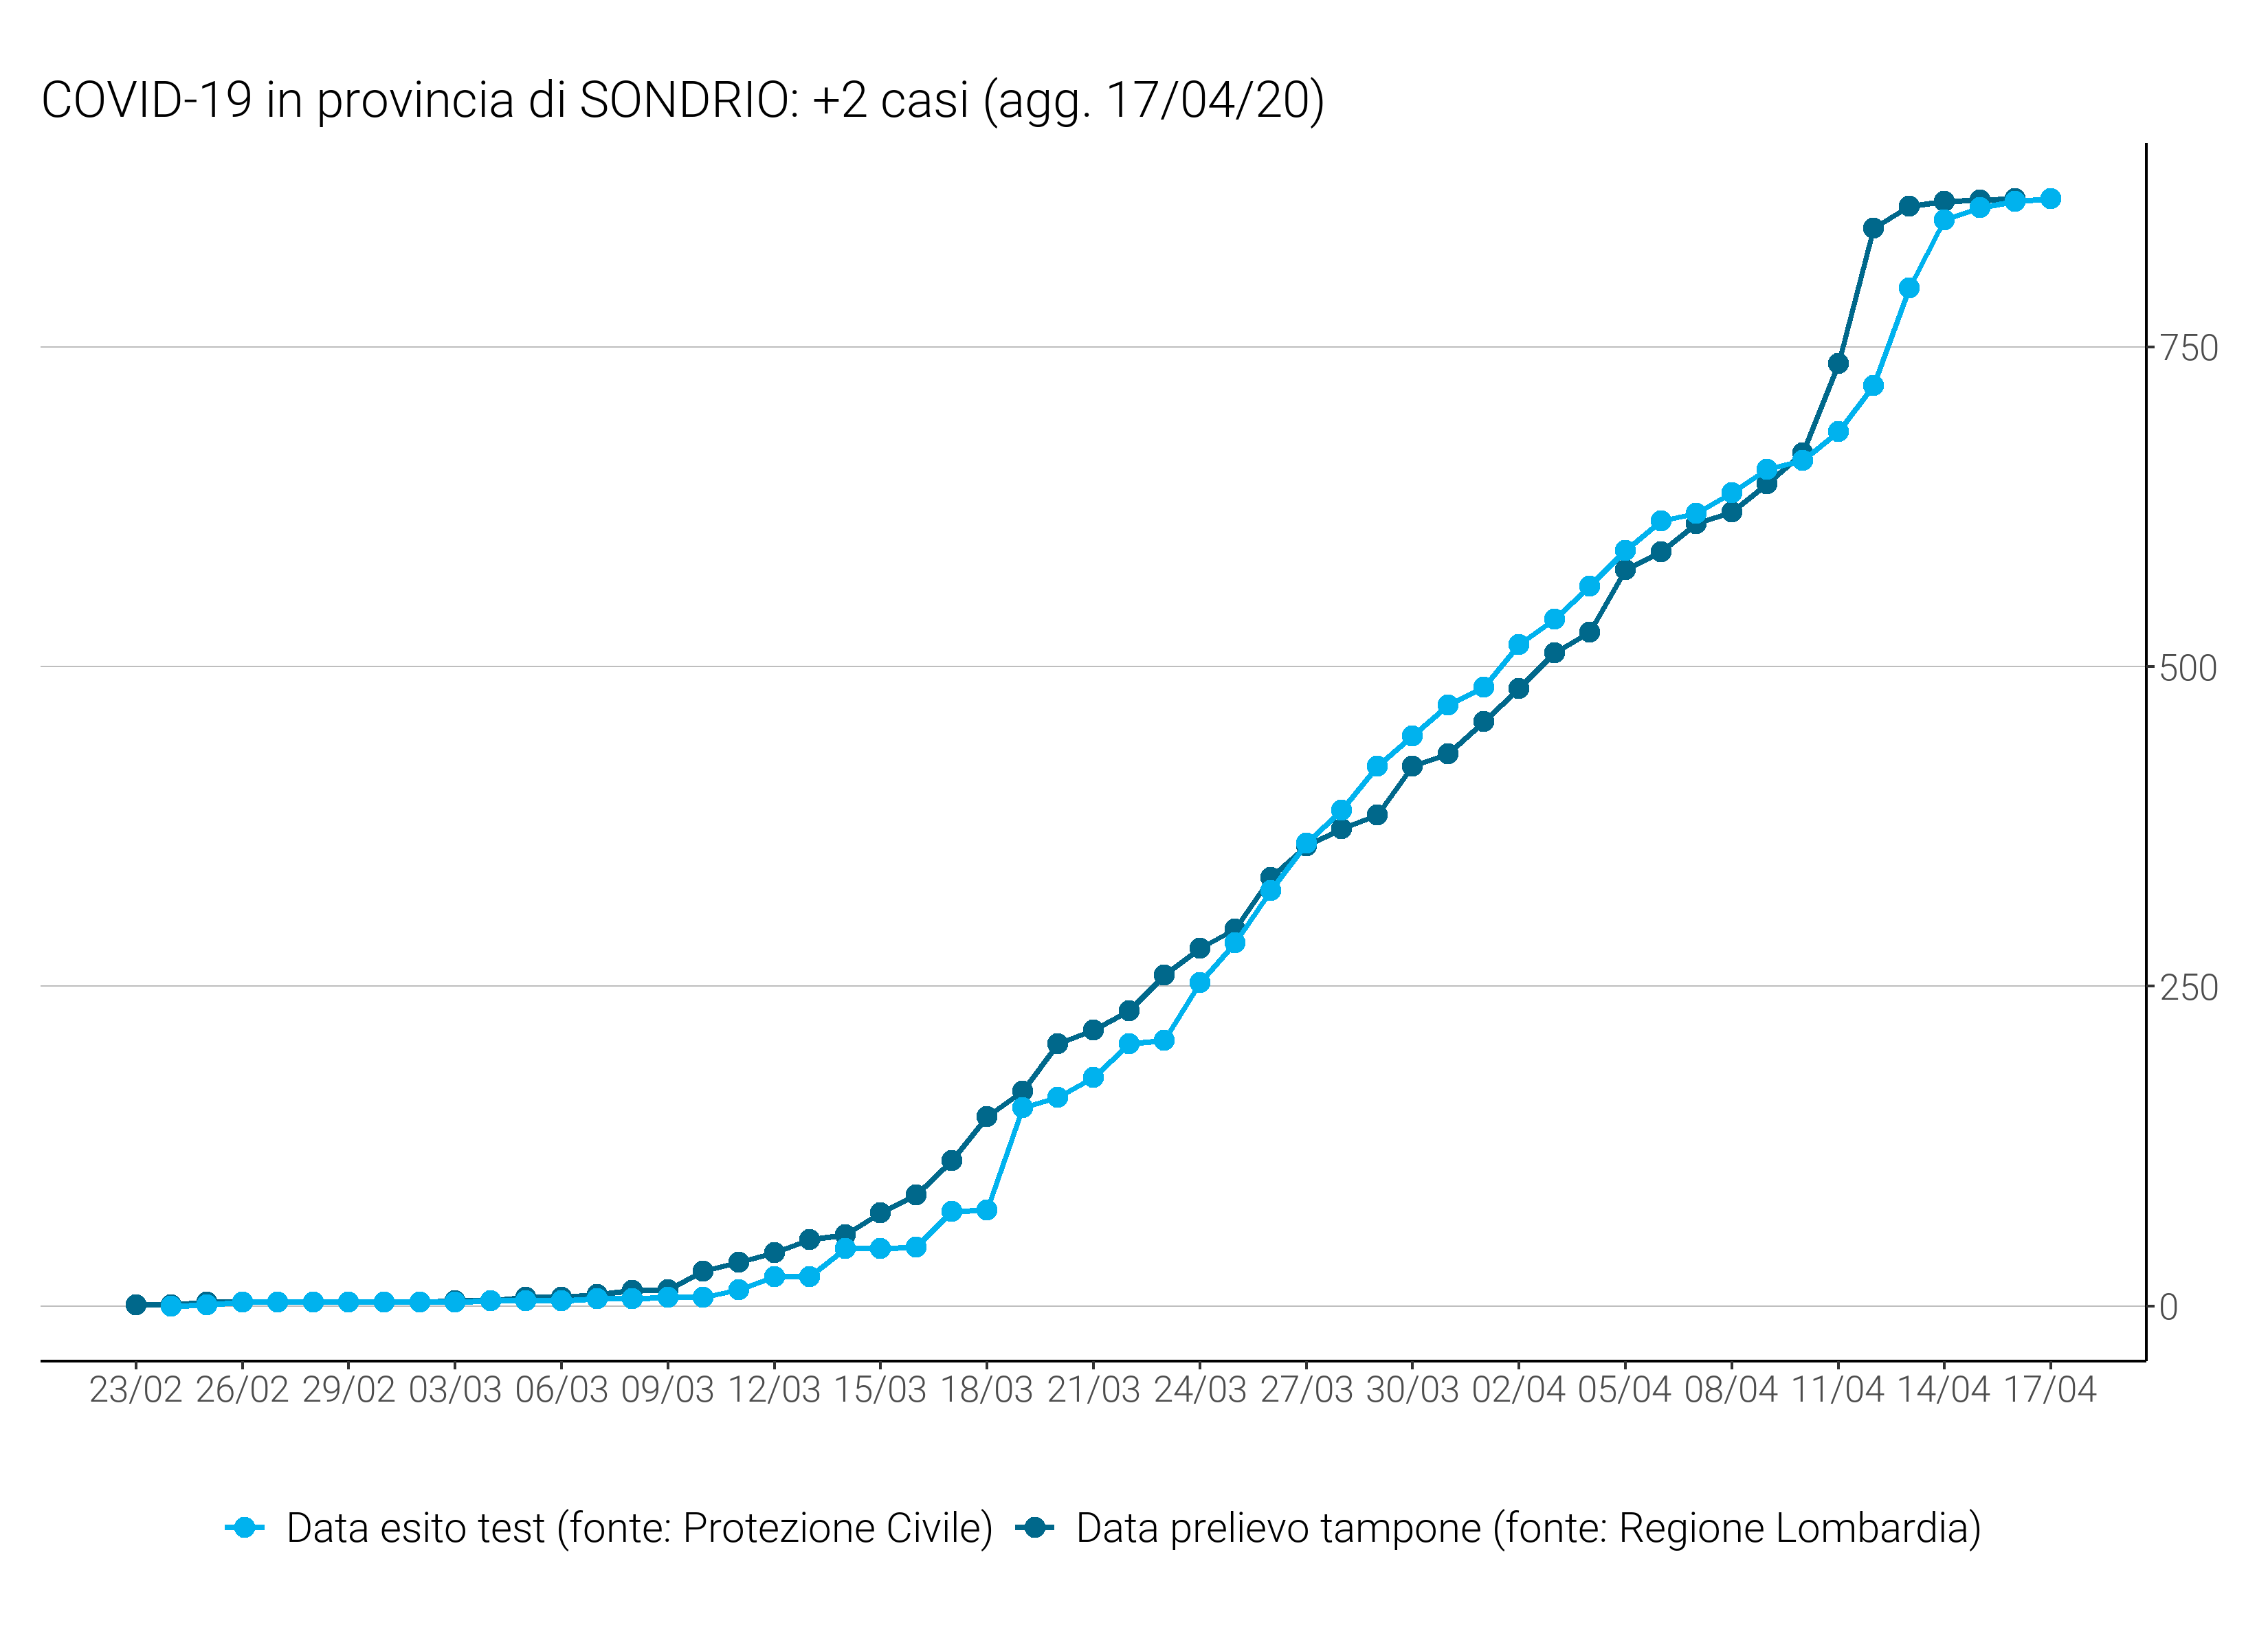 COVID-19 in provincia di SONDRIO: +2 casi (agg. 17/04/20)
750
500
250
0
23/02 26/02 29/02 03/03 06/03 09/03 12/03 15/03 18/03 21/03 24/03 27/03 30/03 02/04 05/04 08/04 11/04 14/04 17/04
Data esito test (fonte: Protezione Civile) Data prelievo tampone (fonte: Regione Lombardia)